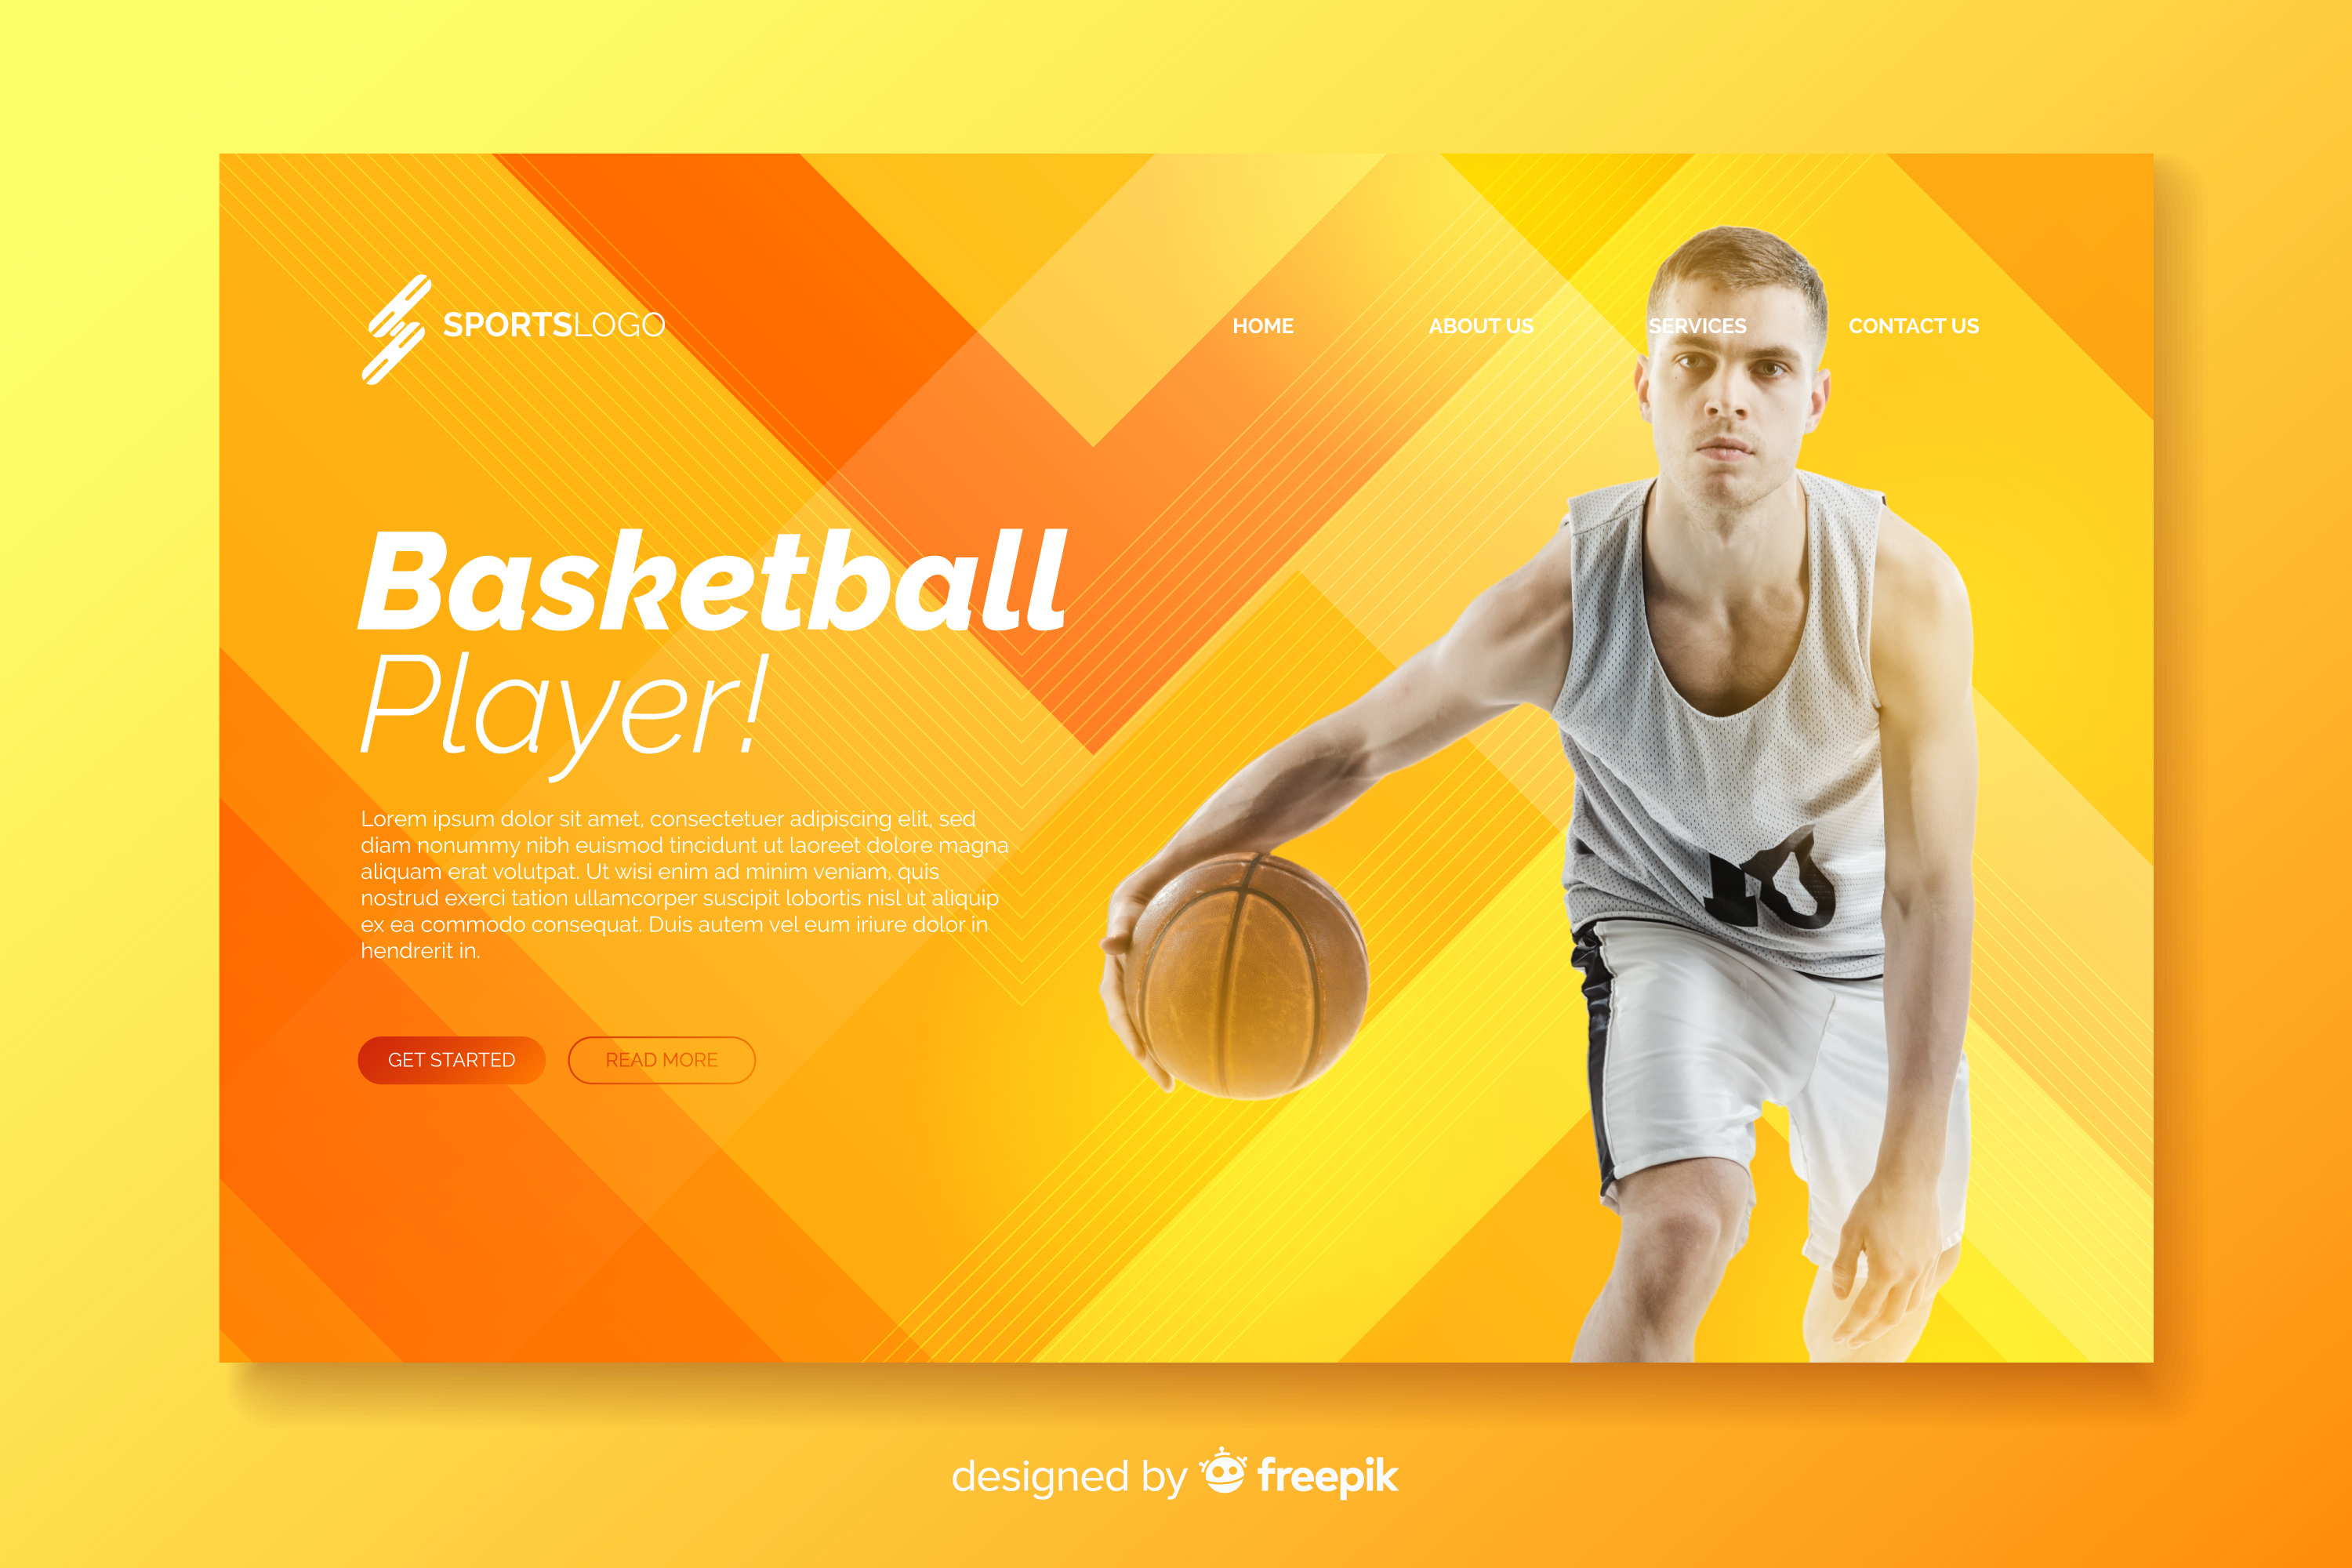 SPORTSLOGO
HOME ABOUT US SERVICES CONTACT US
Basketball
Player!
Lorem ipsum dolor sit amet, consectetuer adipiscing elit, sed
diam nonummy nibh euismod tincidunt ut laoreet dolore magna
aliquam erat volutpat. Ut wisi enim ad minim veniam, quis
nostrud exerci tation ullamcorper suscipit lobortis nisl ut aliquip
ex ea commodo consequat. Duis autem vel eum iriure dolor in
hendrerit in.
GET STARTED READ MORE
10
designed by freepik